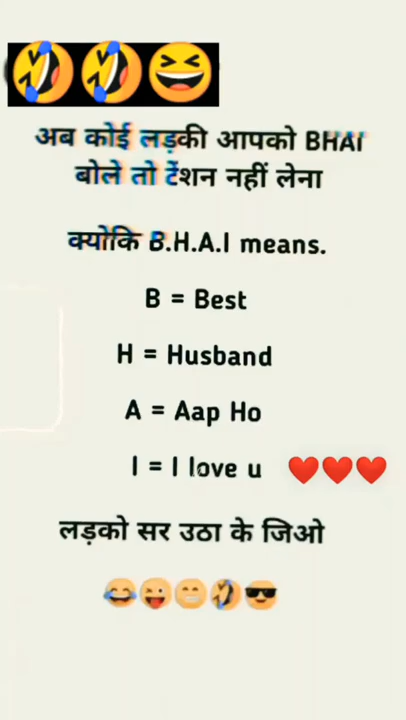 🤣🤣😆
अब कोई लड़की आपको BHAI
बोले तो टेंशन नहीं लेना
क्योकि B.H.A.I means.
B = Best
H = Husband
A = Aap Ho
I = I love u ❤️❤️❤️
लड़को सर उठा के जिओ
😂😜😁🤣😎